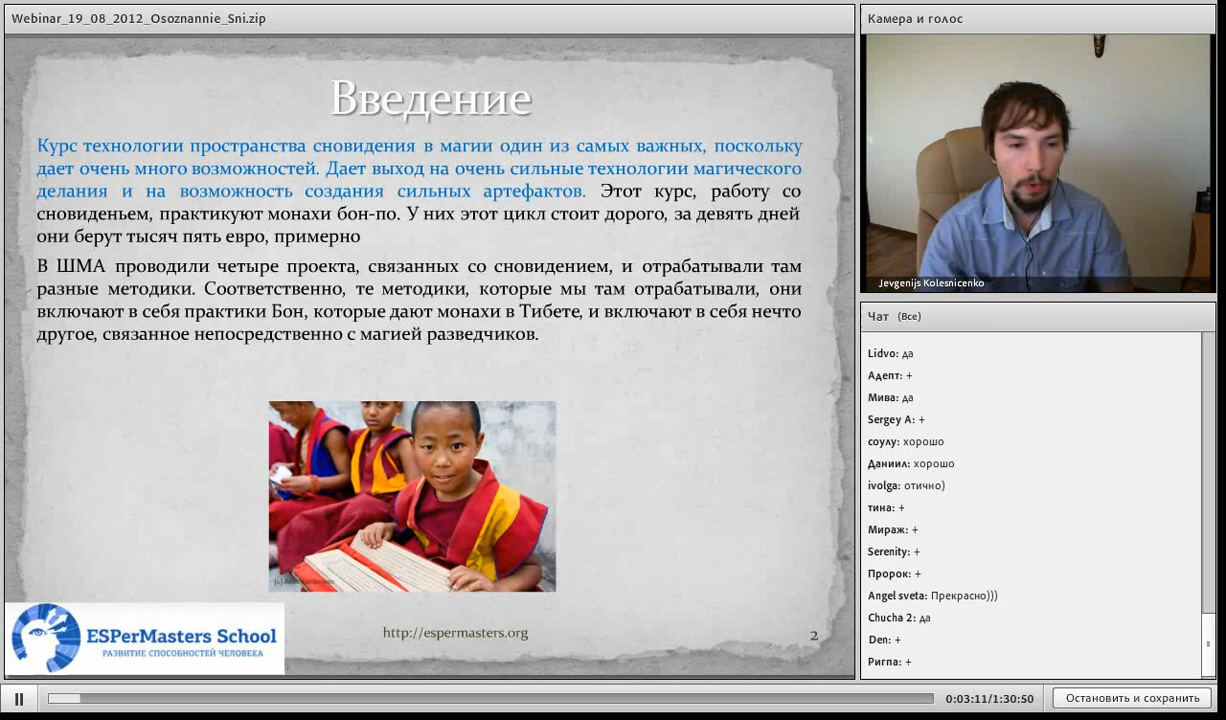 Webinar_19_08_2012_Osoznannie_Sni.zip
Введение
Курс технологии пространства сновидения в магии один из самых важных, поскольку
дает очень много возможностей. Дает выход на очень сильные технологии магического
делания и на возможность создания сильных артефактов. Этот курс, работу со
сновиденьем, практикуют монахи бон-по. У них этот цикл стоит дорого, за девять дней
они берут тысяч пять евро, примерно
В ШМА проводили четыре проекта, связанных со сновидением, и отрабатывали там
разные методики. Соответственно, те методики, которые мы там отрабатывали, они
включают в себя практики Бон, которые дают монахи в Тибете, и включают в себя нечто
другое, связанное непосредственно с магией разведчиков.
ESPerMasters School
РАЗВИТИЕ СПОСОБНОСТЕЙ ЧЕЛОВЕКА
http://espermasters.org
2
Камера и голос
Jevgenijs Kolesnicenko
Чат (Все)
Lidvo: да
Адепт: +
Мива: да
Sergey A: +
соулу: хорошо
Даниил: хорошо
ivolga: отично)
тина: +
Мираж: +
Serenity: +
Пророк: +
Angel sveta: Прекрасно)))
Chucha 2: да
Den: +
Ригпа: +
0:03:11/1:30:50
Остановить и сохранить